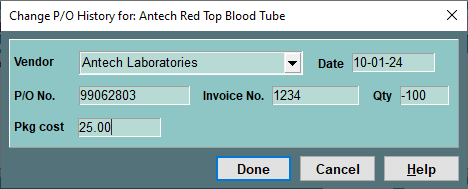 Change P/O History for: Antech Red Top Blood Tube
Vendor Antech Laboratories Date 10-01-24
P/O No. 99062803 Invoice No. 1234 Qty -100
Pkg cost 25.00
Done Cancel Help